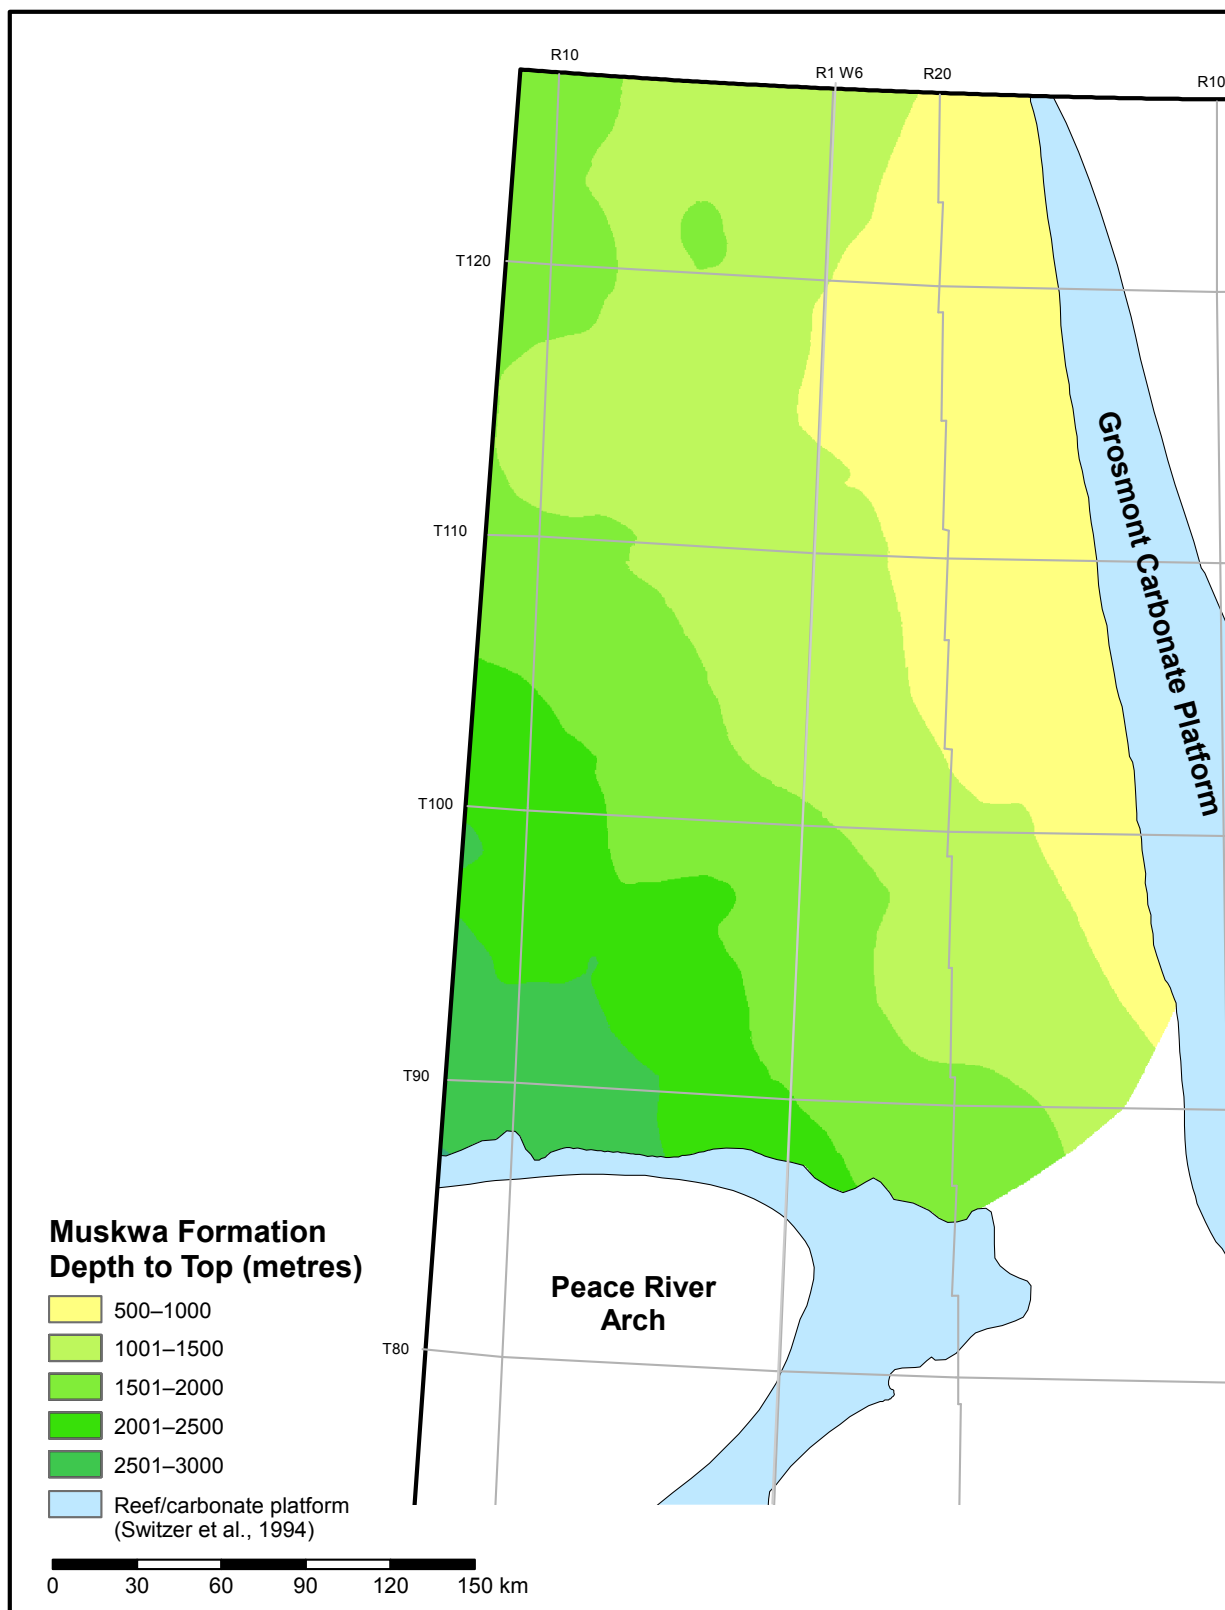 R10
R1 W6
R20
R10
T120
T110
T100
T90
T80
Grosmont Carbonate Platform
Peace River
Arch
Muskwa Formation
Depth to Top (metres)
500–1000
1001–1500
1501–2000
2001–2500
2501–3000
Reef/carbonate platform
(Switzer et al., 1994)
0 30 60 90 120 150 km